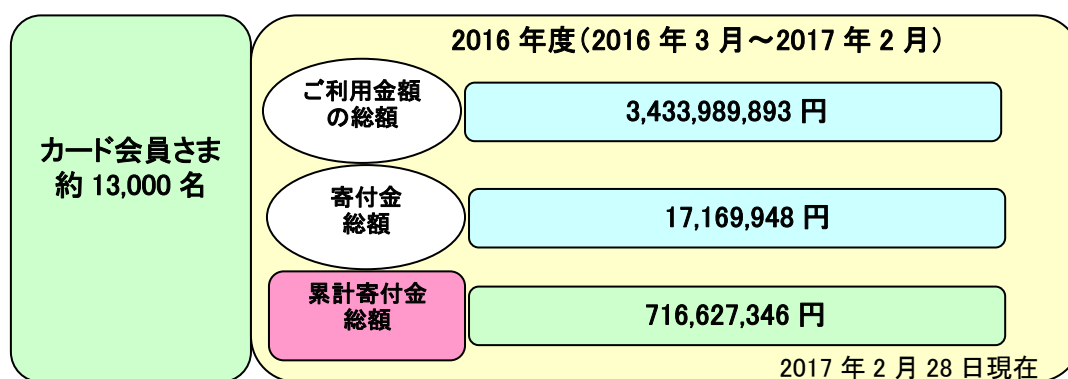 カード会員さま
約 13,000 名
2016 年度(2016 年 3 月～2017 年 2 月)
ご利用金額
の総額
3,433,989,893 円
寄付金
総額
17,169,948 円
累計寄付金
総額
716,627,346 円
2017 年 2 月 28 日現在